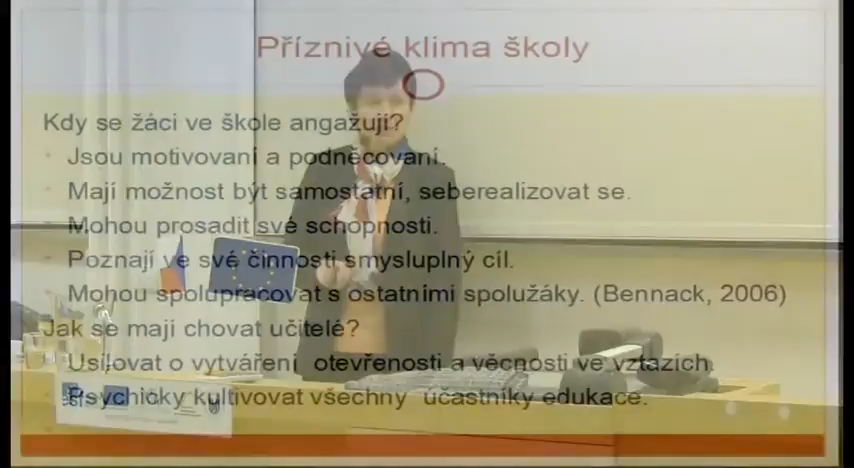 Příznivé klima školy
Kdy se žáci ve škole angažují?
Jsou motivovaní a podněcovaní.
Mají možnost být samostatní, seberealizovat se.
Mohou prosadit své schopnosti.
Poznají ve své činnosti smysluplný cíl.
Mohou spolupracovat s ostatními spolužáky. (Bennack, 2006)
Jak se mají chovat učitelé?
Usilovat o vytváření otevřenosti a věcnosti ve vztazích.
Psychicky kultivovat všechny účastníky edukace.